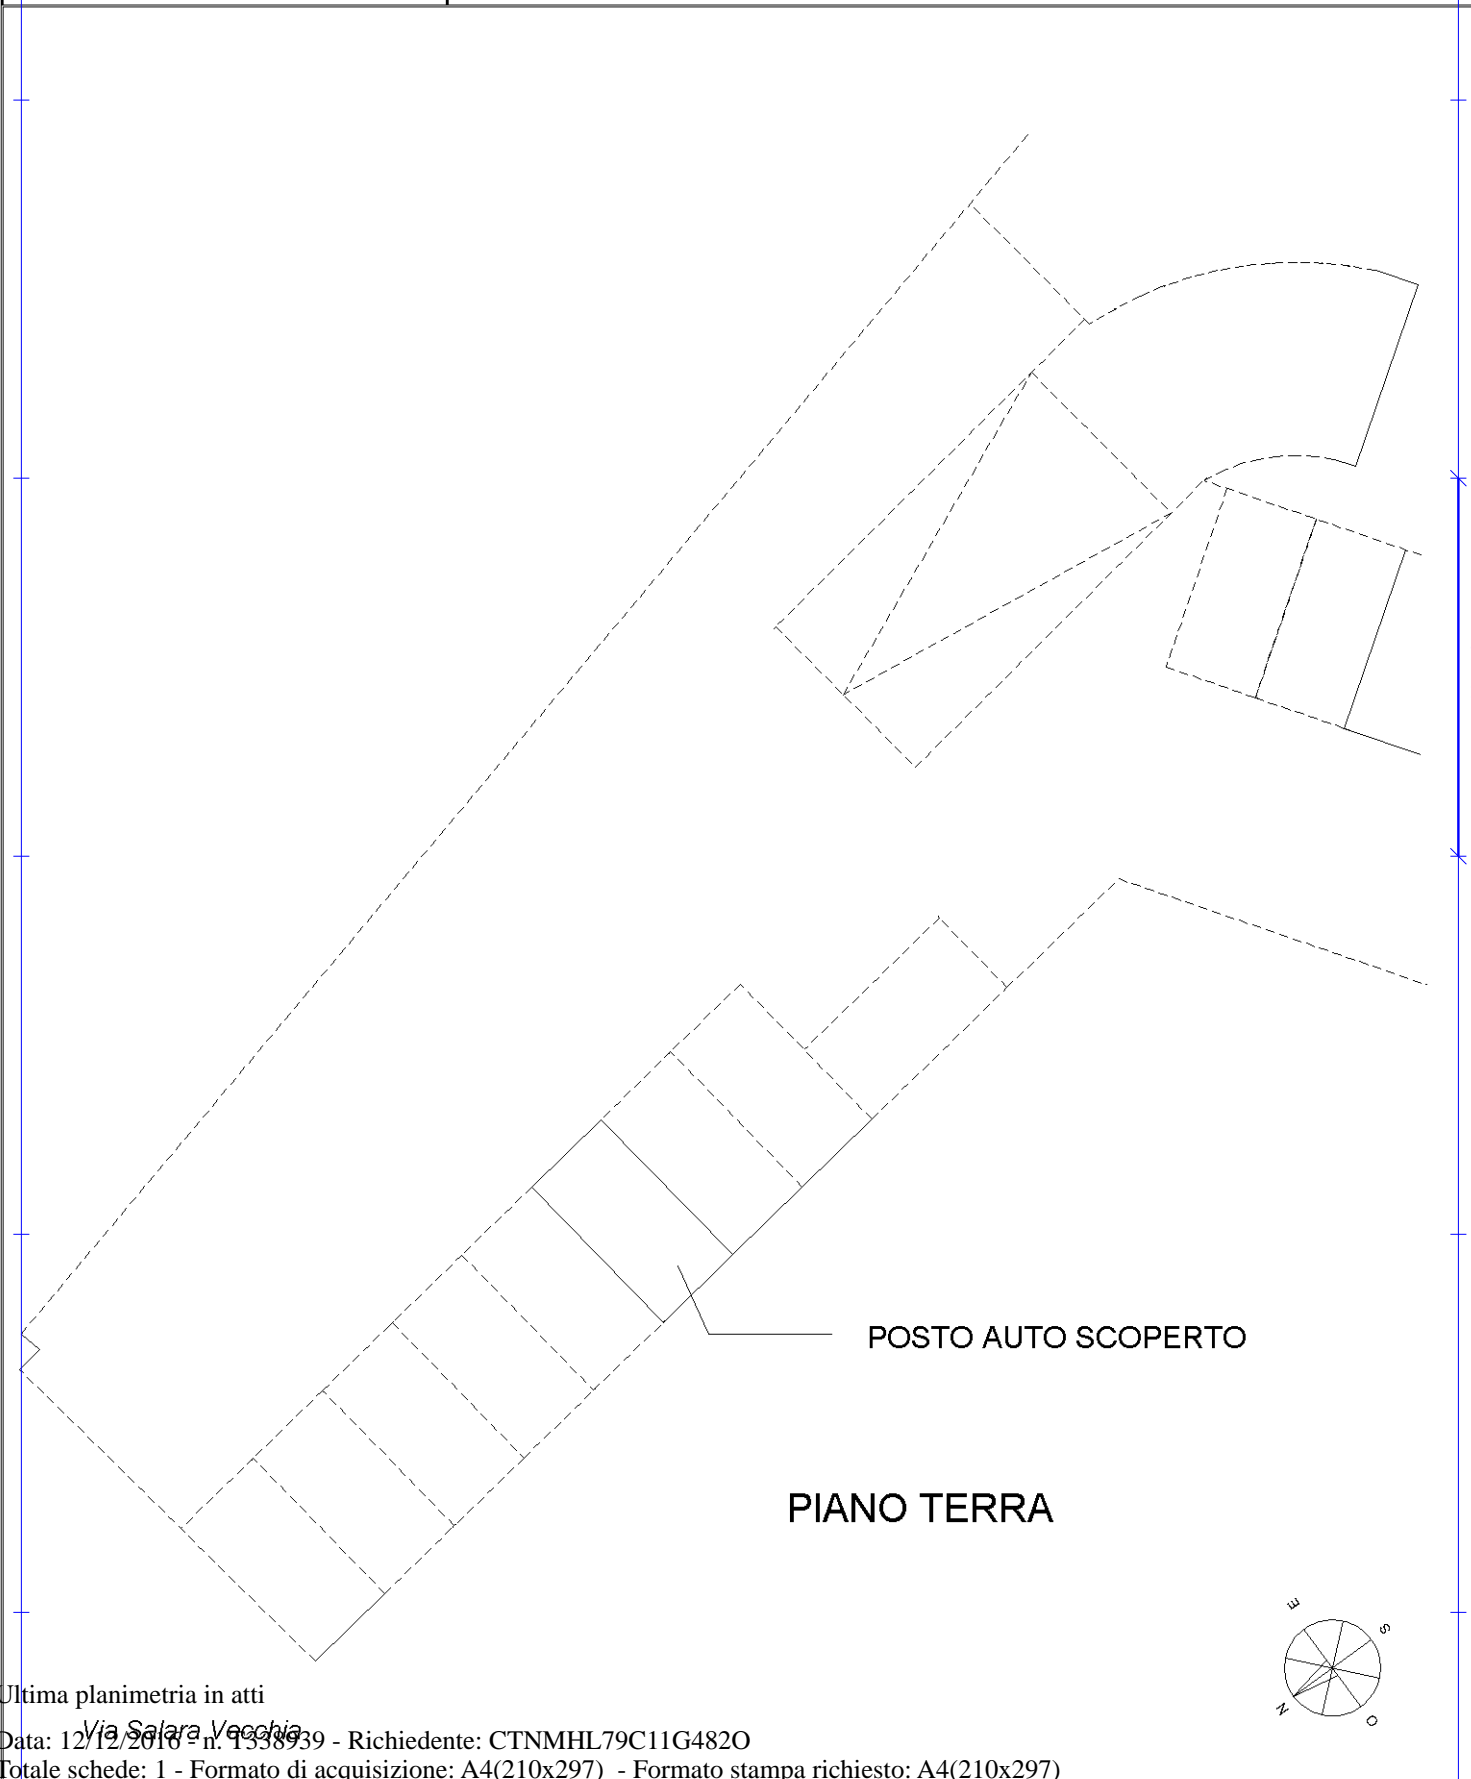 POSTO AUTO SCOPERTO
PIANO TERRA
E
S
N
O
Ultima planimetria in atti
Via Salara Vecchia
Data: 12/12/2016 - n. T338939 - Richiedente: CTNMHL79C11G482O
Totale schede: 1 - Formato di acquisizione: A4(210x297) - Formato stampa richiesto: A4(210x297)